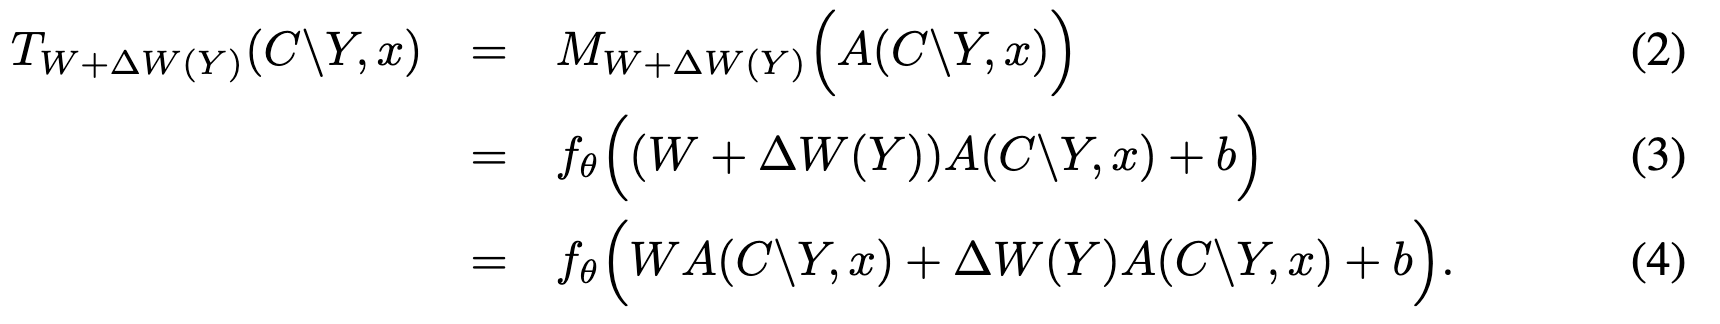 T_{W+ΔW(Y)}(C\Y, x) = M_{W+ΔW(Y)}(A(C\Y, x)) (2)
= f_θ((W + ΔW(Y))A(C\Y, x) + b) (3)
= f_θ(WA(C\Y, x) + ΔW(Y)A(C\Y, x) + b). (4)